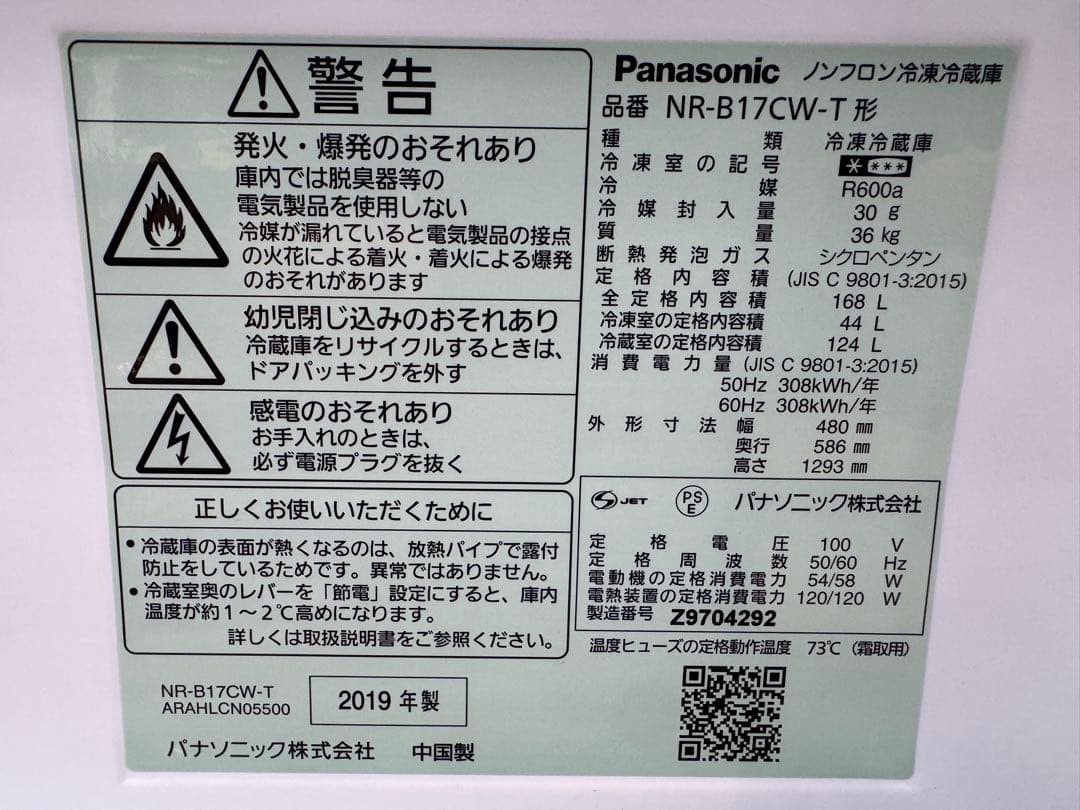 警告
発火・爆発のおそれあり
庫内では脱臭器等の
電気製品を使用しない
冷媒が漏れていると電気製品の接点
の火花による着火・着火による爆発
のおそれがあります
幼児閉じ込みのおそれあり
冷蔵庫をリサイクルするときは、
ドアパッキングを外す
感電のおそれあり
お手入れのときは、
必ず電源プラグを抜く
正しくお使いいただくために
•冷蔵庫の表面が熱くなるのは、放熱パイプで露付
防止をしているためです。異常ではありません。
•冷蔵室奥のレバーを「節電」設定にすると、庫内
温度が約1～2℃高めになります。
詳しくは取扱説明書をご参照ください。
NR-B17CW-T
ARAHLCN05500
2019 年製
パナソニック株式会社 中国製
Panasonic ノンフロン冷凍冷蔵庫
品番 NR-B17CW-T 形
種類 冷凍冷蔵庫
冷凍室の記号 * ***
冷媒 R600a
冷媒封入量 30 g
質量 36 kg
断熱発泡ガス シクロペンタン
定格内容積 (JIS C 9801-3:2015)
全定格内容積 168 L
冷凍室の定格内容積 44 L
冷蔵室の定格内容積 124 L
消費電力量 (JIS C 9801-3:2015)
50Hz 308kWh/年
60Hz 308kWh/年
外形寸法 幅 480 mm
奥行 586 mm
高さ 1293 mm
JET PSE パナソニック株式会社
定格電圧 100 V
定格周波数 50/60 Hz
電動機の定格消費電力 54/58 W
電熱装置の定格消費電力 120/120 W
製造番号 Z9704292
温度ヒューズの定格動作温度 73℃（霜取用）